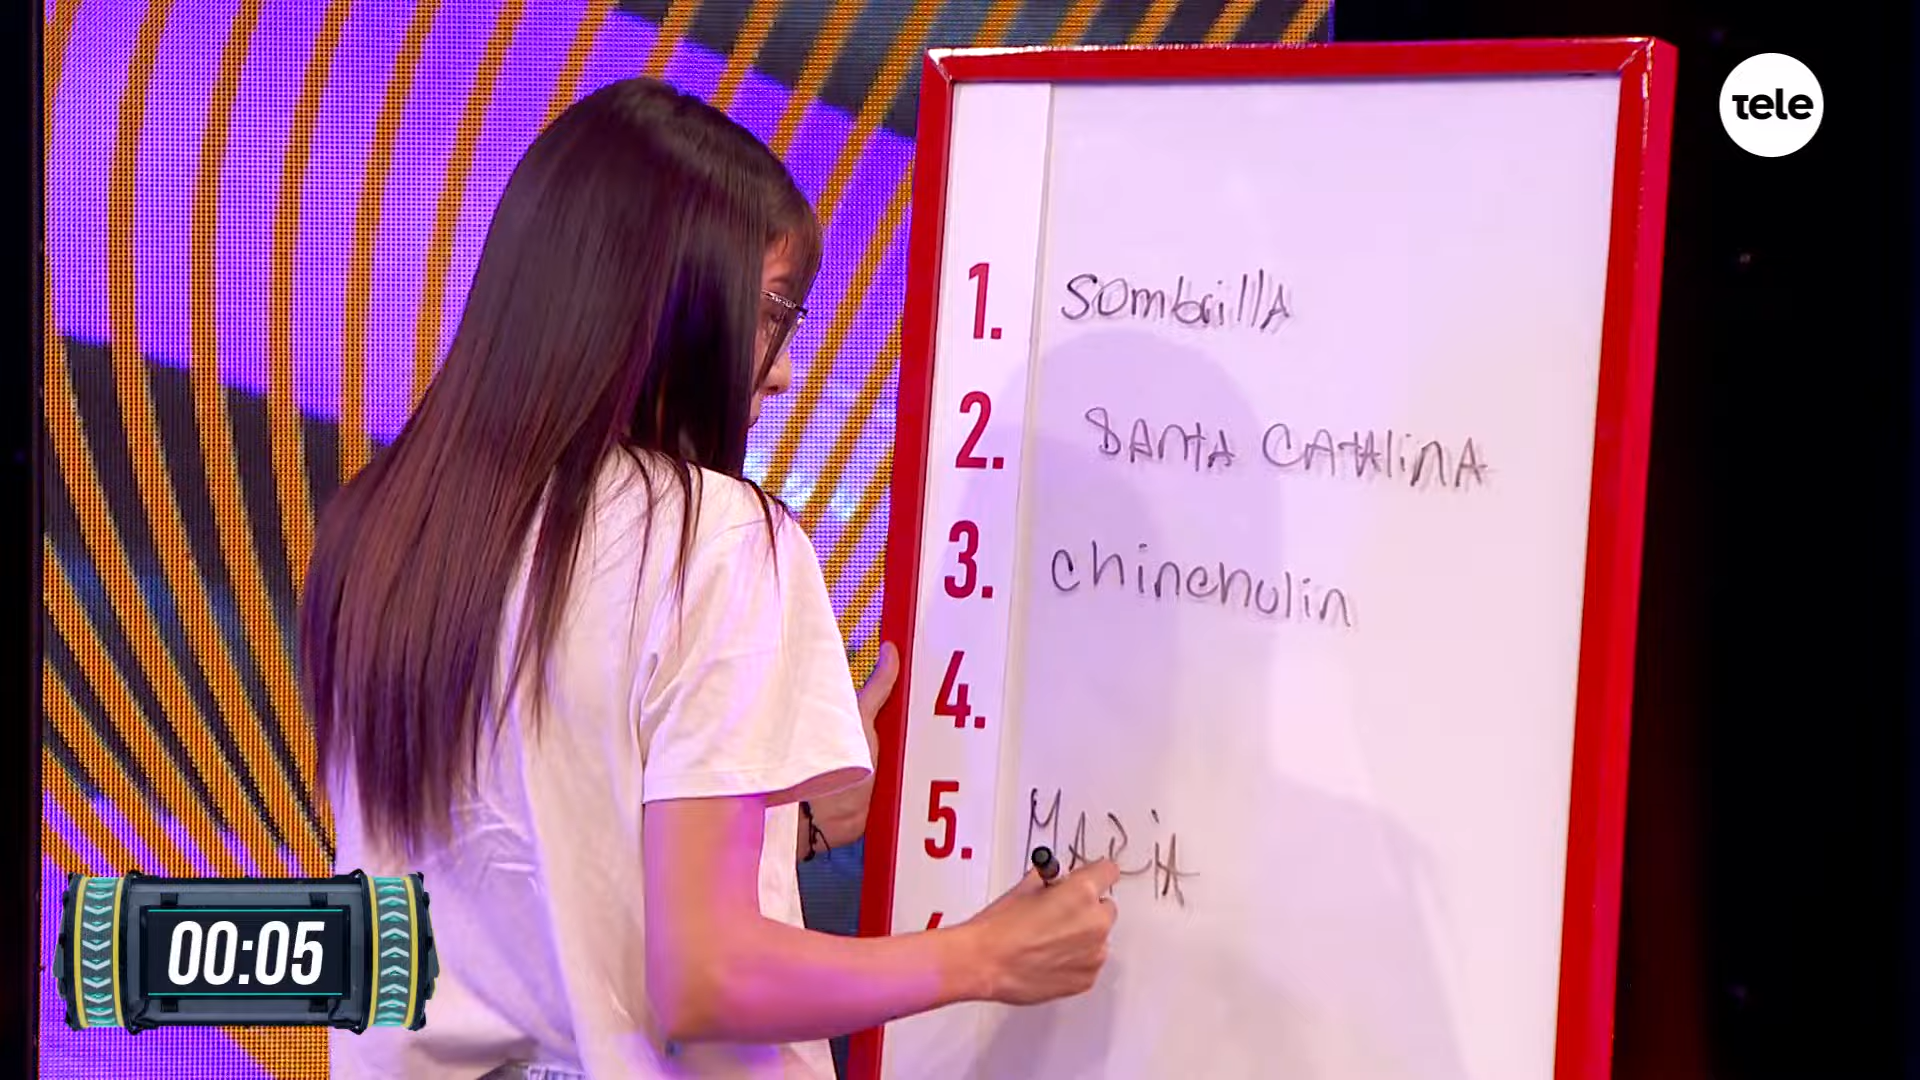 tele
1. sombrillA
2. SAntA CATAlinA
3. chinchulin
4.
5. MARiA
00:05